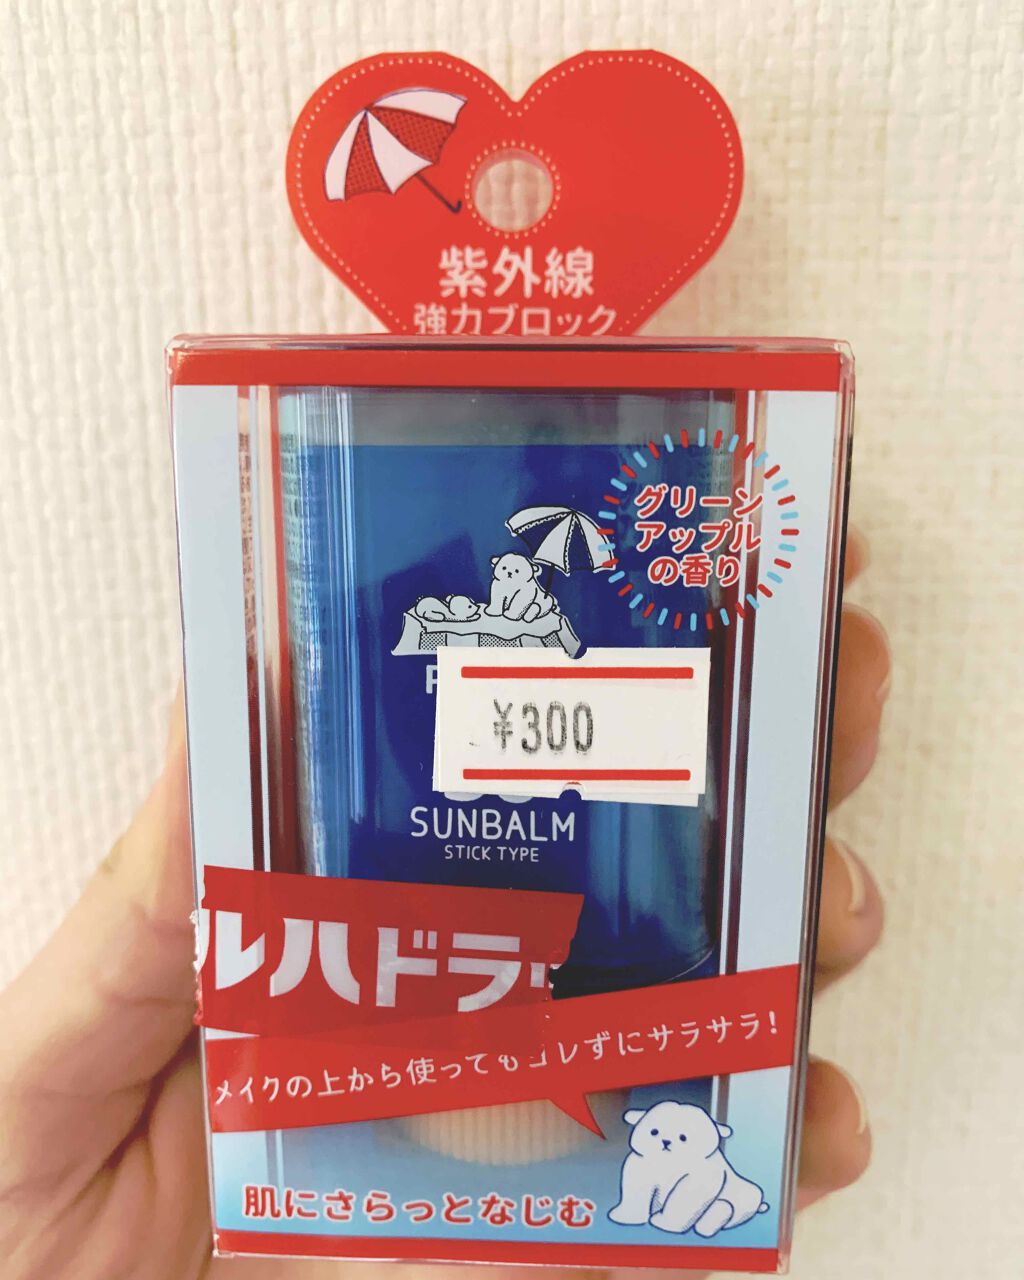 紫外線
強力ブロック
グリーン
アップル
の香り
¥300
SUNBALM
STICK TYPE
ルハドラッ
メイクの上から使ってもヨレずにサラサラ!
肌にさらっとなじむ